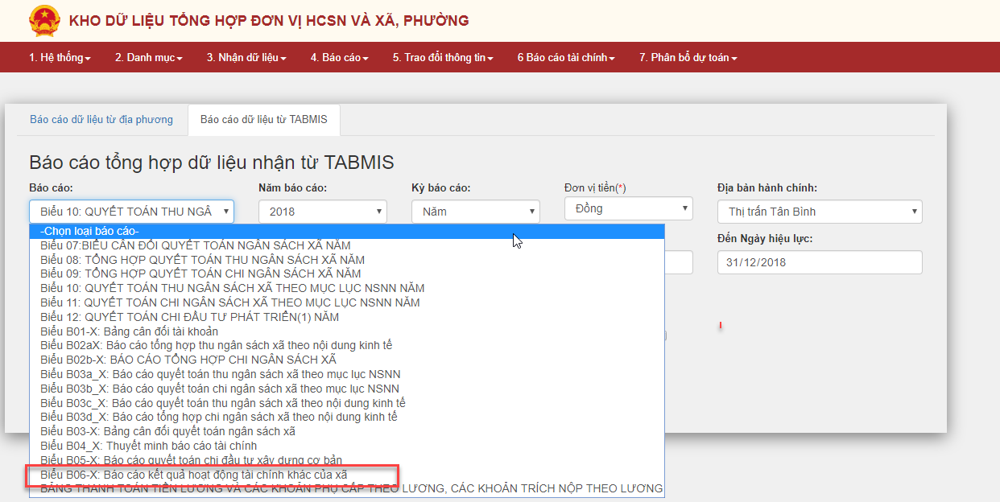 KHO DỮ LIỆU TỔNG HỢP ĐƠN VỊ HCSN VÀ XÃ, PHƯỜNG
1. Hệ thống 2. Danh mục 3. Nhận dữ liệu 4. Báo cáo 5. Trao đổi thông tin 6 Báo cáo tài chính 7. Phân bổ dự toán
Báo cáo dữ liệu từ địa phương Báo cáo dữ liệu từ TABMIS
Báo cáo tổng hợp dữ liệu nhận từ TABMIS
Báo cáo: Năm báo cáo: Kỳ báo cáo: Đơn vị tiền(*) Địa bàn hành chính:
Biểu 10: QUYẾT TOÁN THU NGÂ 2018 Năm Đồng Thị trấn Tân Bình
-Chọn loại báo cáo- Đến Ngày hiệu lực:
Biểu 07:BIỂU CÂN ĐỐI QUYẾT TOÁN NGÂN SÁCH XÃ NĂM
Biểu 08: TỔNG HỢP QUYẾT TOÁN THU NGÂN SÁCH XÃ NĂM 31/12/2018
Biểu 09: TỔNG HỢP QUYẾT TOÁN CHI NGÂN SÁCH XÃ NĂM
Biểu 10: QUYẾT TOÁN THU NGÂN SÁCH XÃ THEO MỤC LỤC NSNN NĂM
Biểu 11: QUYẾT TOÁN CHI NGÂN SÁCH XÃ THEO MỤC LỤC NSNN NĂM
Biểu 12: QUYẾT TOÁN CHI ĐẦU TƯ PHÁT TRIỂN(1) NĂM
Biểu B01-X: Bảng cân đối tài khoản
Biểu B02aX: Báo cáo tổng hợp thu ngân sách xã theo nội dung kinh tế
Biểu B02b-X: BÁO CÁO TỔNG HỢP CHI NGÂN SÁCH XÃ
Biểu B03a_X: Báo cáo quyết toán thu ngân sách xã theo mục lục NSNN
Biểu B03b_X: Báo cáo quyết toán chi ngân sách xã theo mục lục NSNN
Biểu B03c_X: Báo cáo quyết toán thu ngân sách xã theo nội dung kinh tế
Biểu B03d_X: Báo cáo tổng hợp chi ngân sách xã theo nội dung kinh tế
Biểu B03-X: Bảng cân đối quyết toán ngân sách xã
Biểu B04_X: Thuyết minh báo cáo tài chính
Biểu B05-X: Báo cáo quyết toán chi đầu tư xây dựng cơ bản
Biểu B06-X: Báo cáo kết quả hoạt động tài chính khác của xã
BẢNG THANH TOÁN TIỀN LƯƠNG VÀ CÁC KHOẢN PHỤ CẤP THEO LƯƠNG, CÁC KHOẢN TRÍCH NỘP THEO LƯƠNG